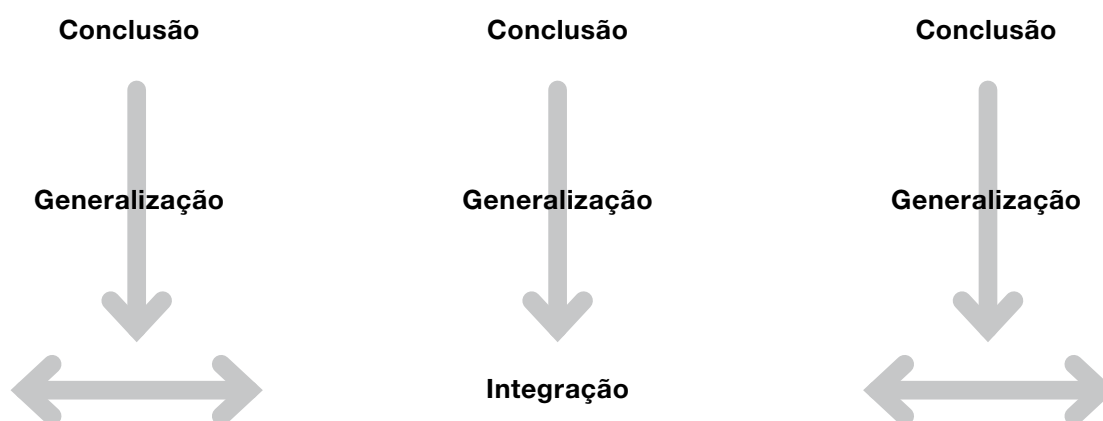 Conclusão Conclusão Conclusão
Generalização Generalização Generalização
Integração